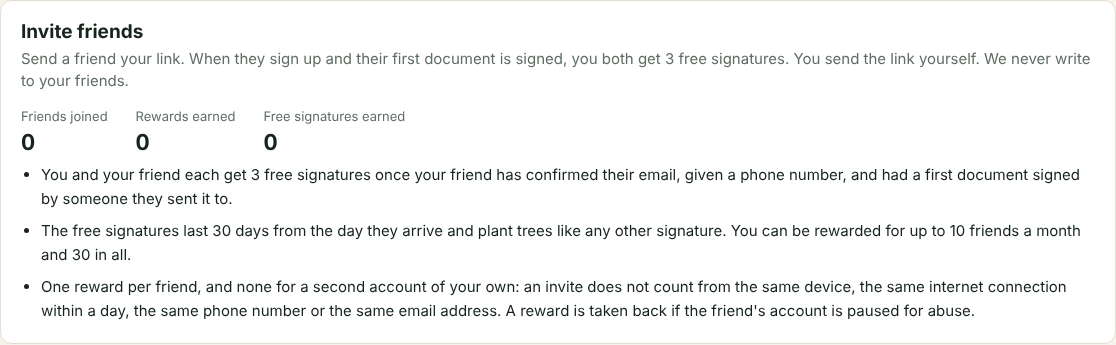 Invite friends
Send a friend your link. When they sign up and their first document is signed, you both get 3 free signatures. You send the link yourself. We never write
to your friends.
Friends joined Rewards earned Free signatures earned
0 0 0
• You and your friend each get 3 free signatures once your friend has confirmed their email, given a phone number, and had a first document signed
by someone they sent it to.
• The free signatures last 30 days from the day they arrive and plant trees like any other signature. You can be rewarded for up to 10 friends a month
and 30 in all.
• One reward per friend, and none for a second account of your own: an invite does not count from the same device, the same internet connection
within a day, the same phone number or the same email address. A reward is taken back if the friend's account is paused for abuse.